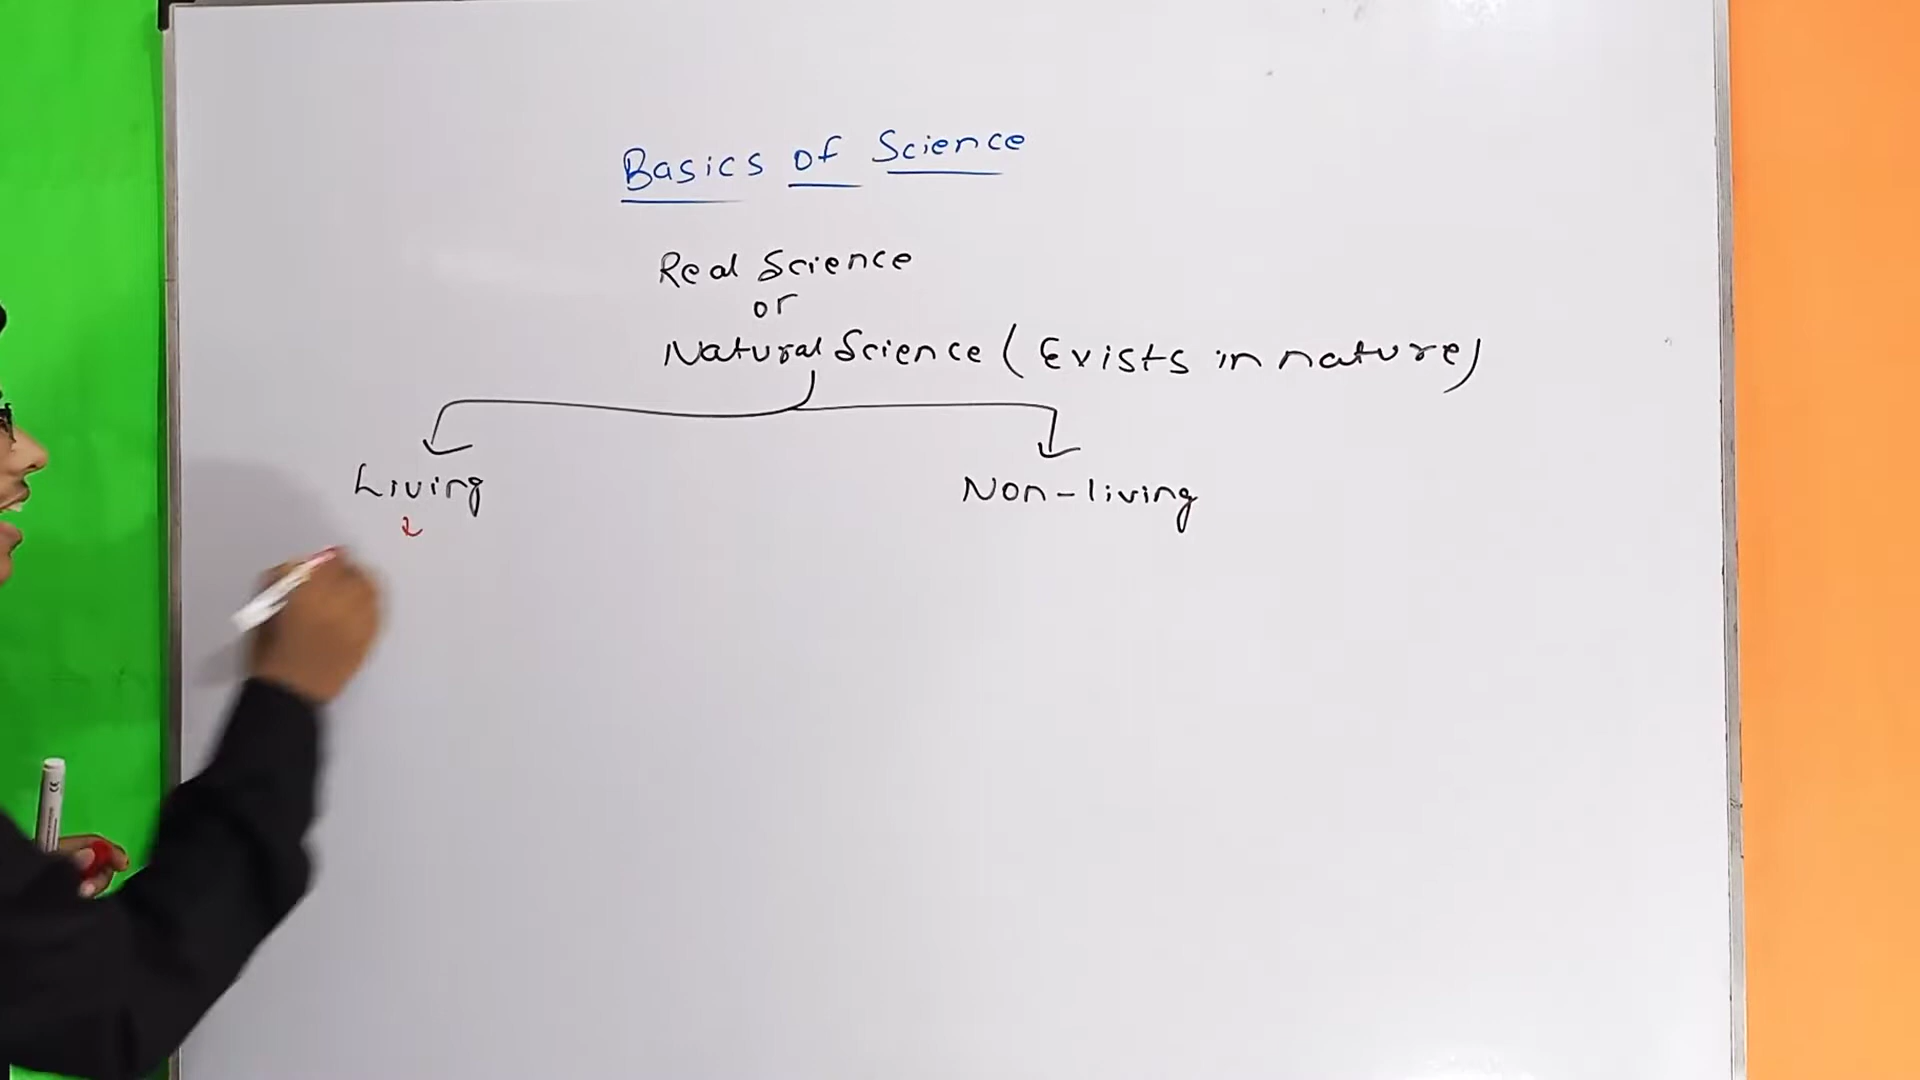 Basics of Science
Real Science
or
Natural Science (Exists in nature)
Living
Non-living